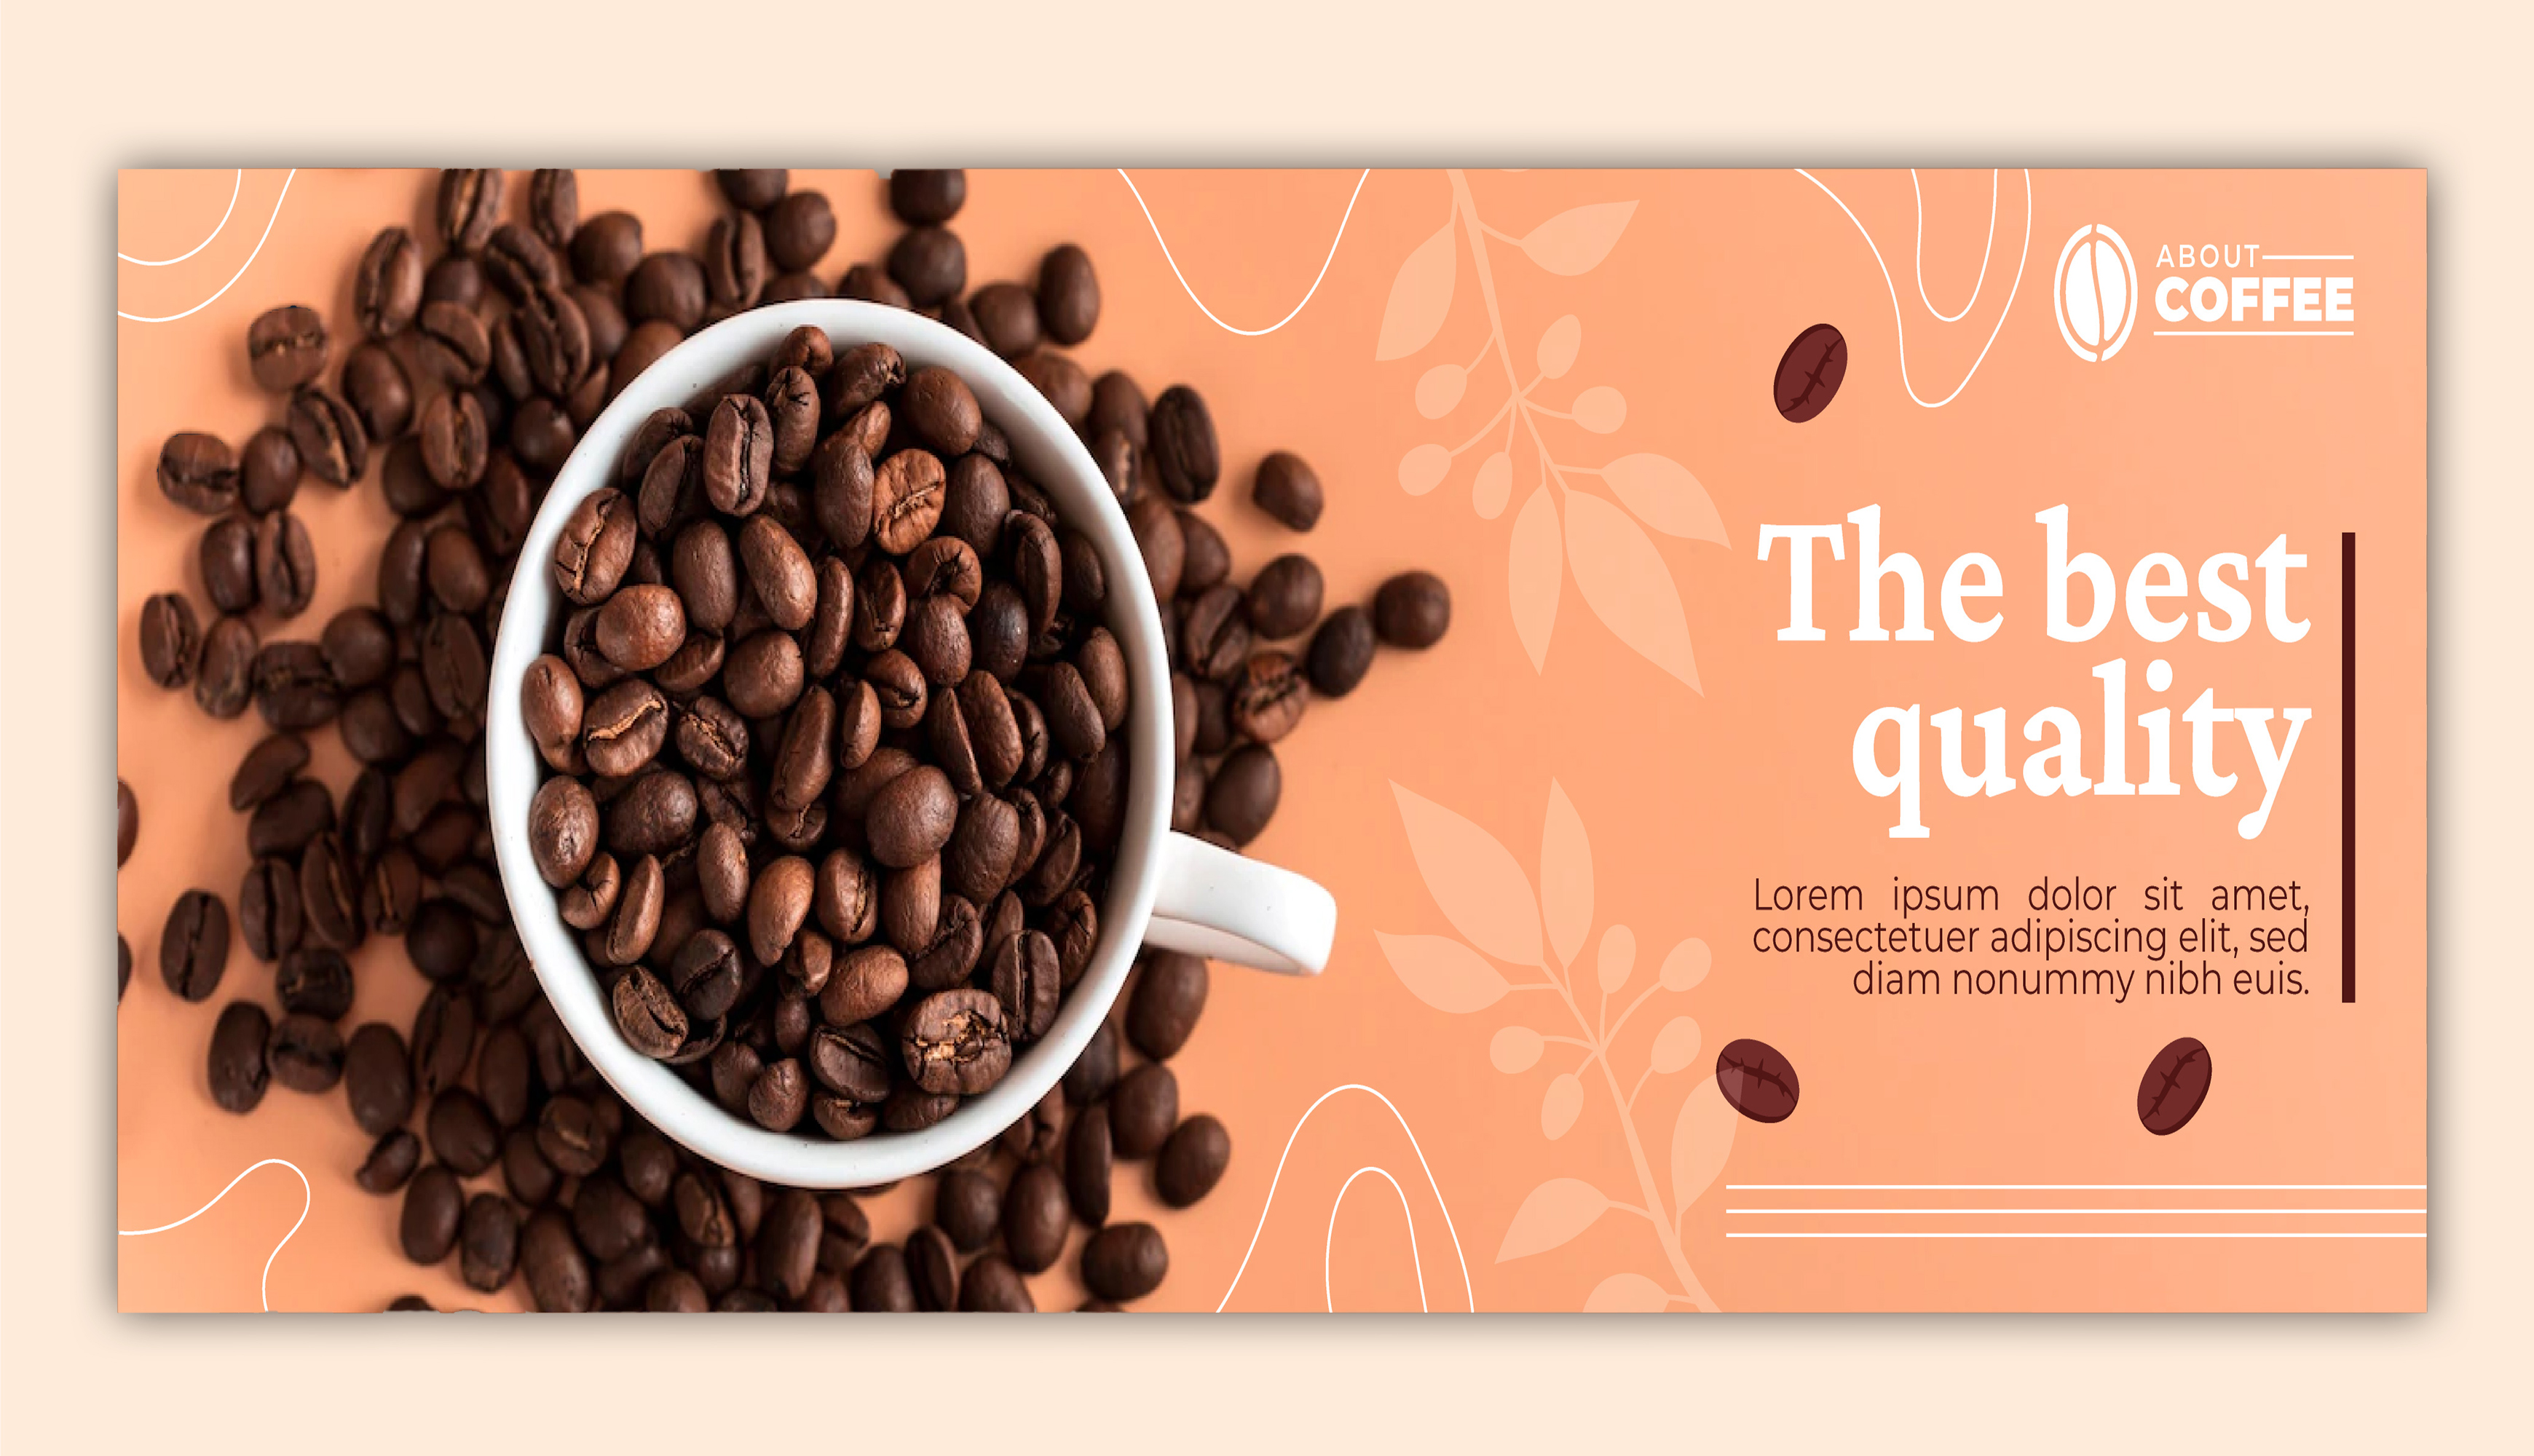 ABOUT
COFFEE
The best
quality
Lorem ipsum dolor sit amet,
consectetuer adipiscing elit, sed
diam nonummy nibh euis.